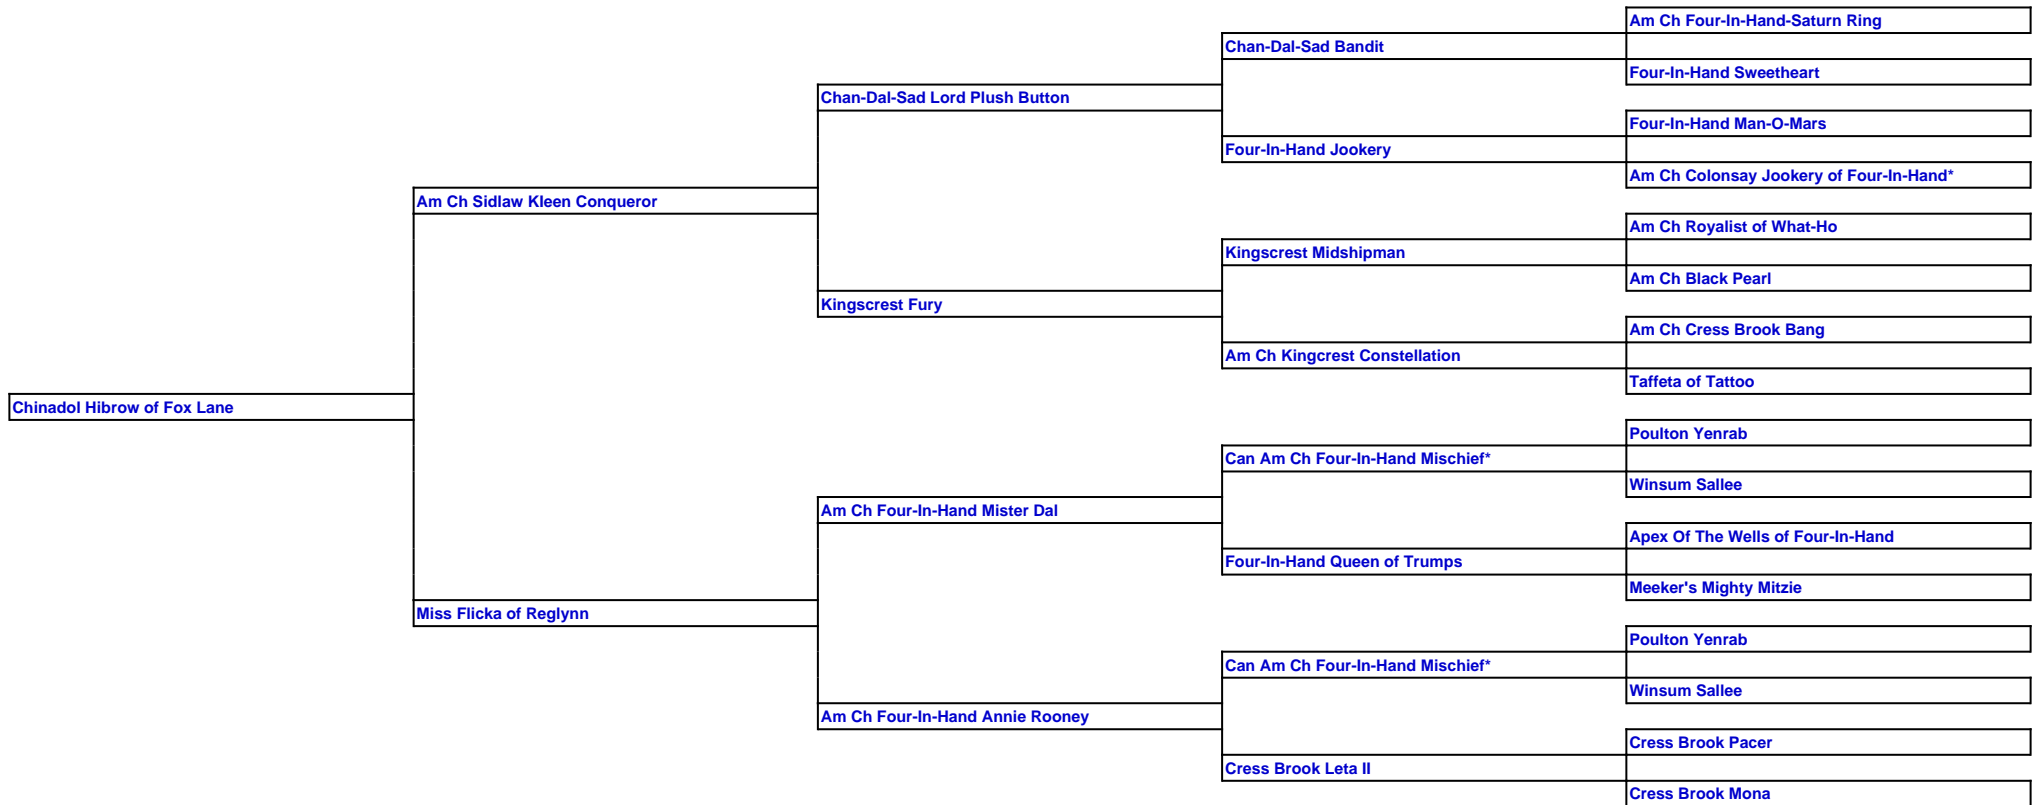 Am Ch Four-In-Hand-Saturn Ring
Chan-Dal-Sad Bandit
Four-In-Hand Sweetheart
Chan-Dal-Sad Lord Plush Button
Four-In-Hand Man-O-Mars
Four-In-Hand Jookery
Am Ch Colonsay Jookery of Four-In-Hand*
Am Ch Sidlaw Kleen Conqueror
Am Ch Royalist of What-Ho
Kingscrest Midshipman
Am Ch Black Pearl
Kingscrest Fury
Am Ch Cress Brook Bang
Am Ch Kingcrest Constellation
Taffeta of Tattoo
Chinadol Hibrow of Fox Lane
Poulton Yenrab
Can Am Ch Four-In-Hand Mischief*
Winsum Sallee
Am Ch Four-In-Hand Mister Dal
Apex Of The Wells of Four-In-Hand
Four-In-Hand Queen of Trumps
Meeker's Mighty Mitzie
Miss Flicka of Reglynn
Poulton Yenrab
Can Am Ch Four-In-Hand Mischief*
Winsum Sallee
Am Ch Four-In-Hand Annie Rooney
Cress Brook Pacer
Cress Brook Leta II
Cress Brook Mona